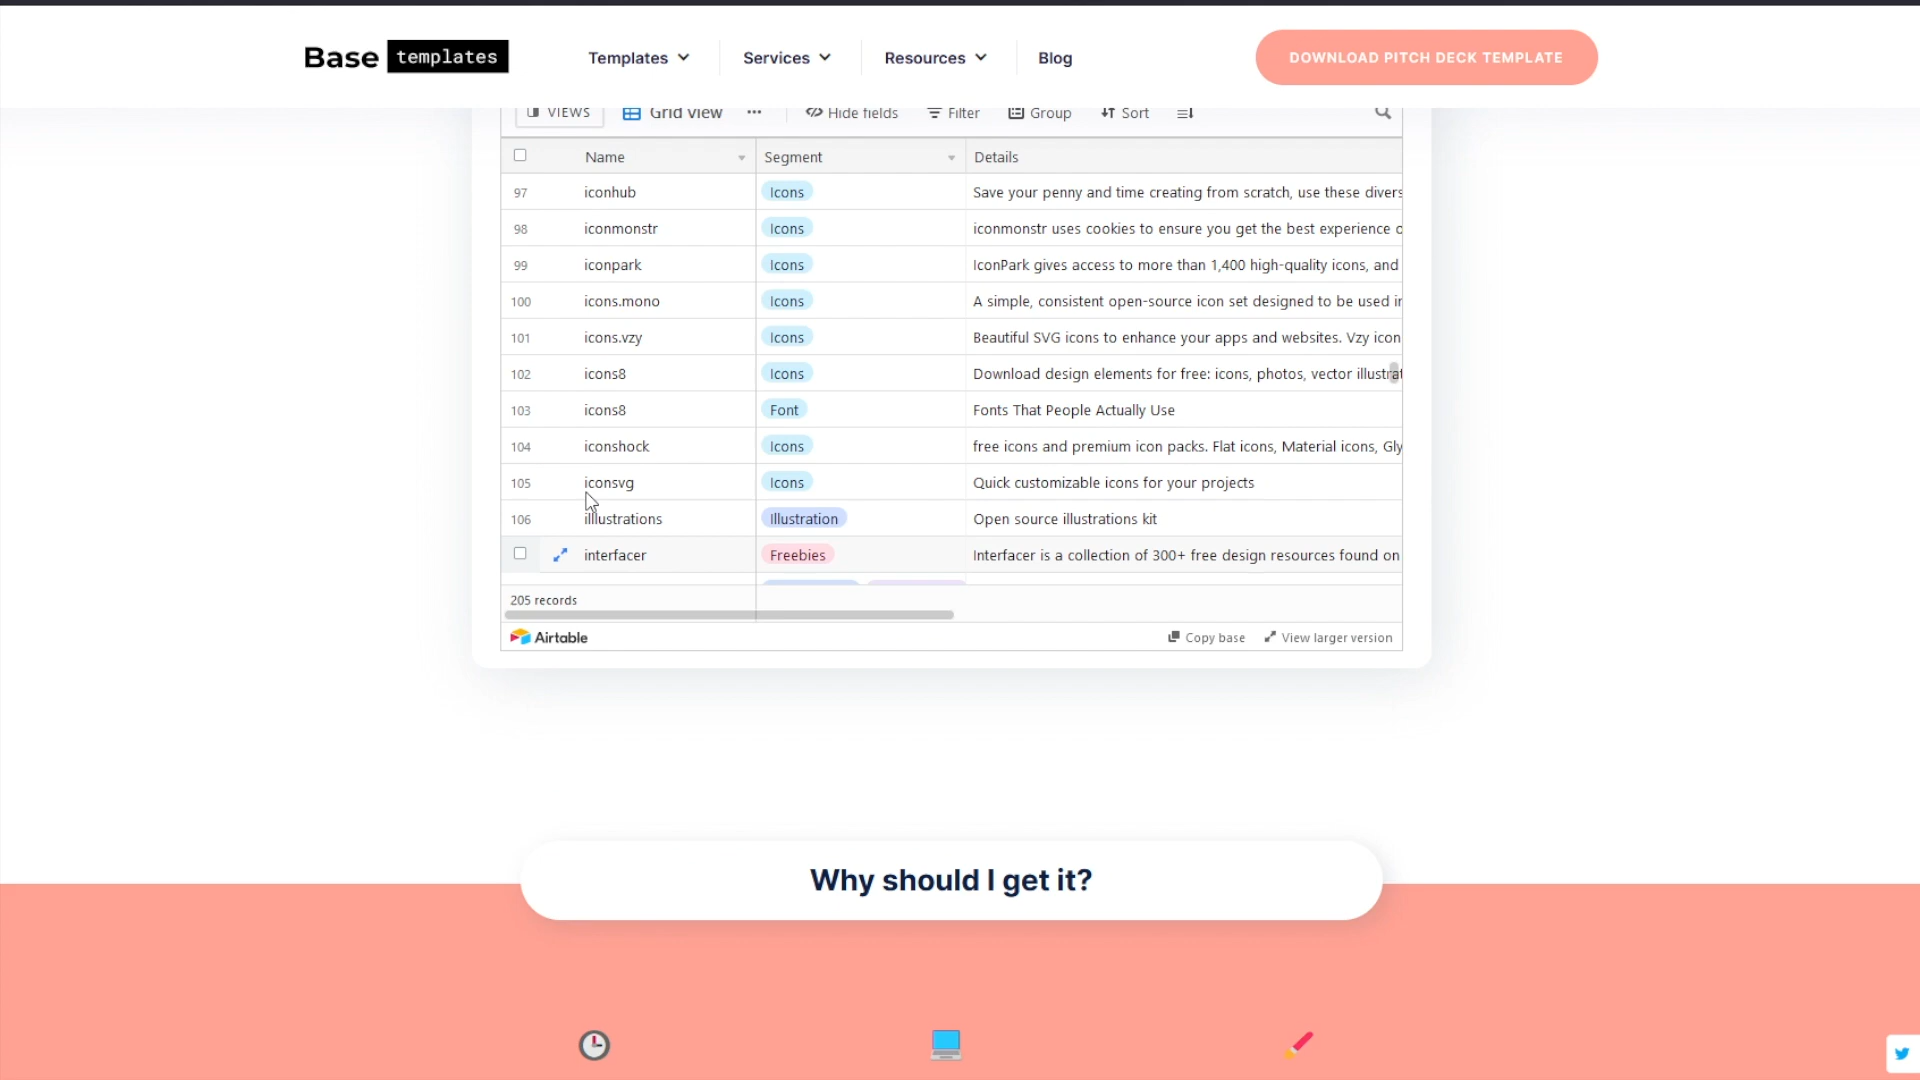 Base templates Templates Services Resources Blog DOWNLOAD PITCH DECK TEMPLATE
VIEWS Grid view ... Hide fields Filter Group Sort
Name Segment Details
97 iconhub Icons Save your penny and time creating from scratch, use these divers
98 iconmonstr Icons iconmonstr uses cookies to ensure you get the best experience
99 iconpark Icons IconPark gives access to more than 1,400 high-quality icons, and
100 icons.mono Icons A simple, consistent open-source icon set designed to be used in
101 icons.vzy Icons Beautiful SVG icons to enhance your apps and websites. Vzy icon
102 icons8 Icons Download design elements for free: icons, photos, vector illustrat
103 icons8 Font Fonts That People Actually Use
104 iconshock Icons free icons and premium icon packs. Flat icons, Material icons, Gly
105 iconsvg Icons Quick customizable icons for your projects
106 illlustrations Illustration Open source illustrations kit
interfacer Freebies Interfacer is a collection of 300+ free design resources found on
205 records
Airtable Copy base View larger version
Why should I get it?